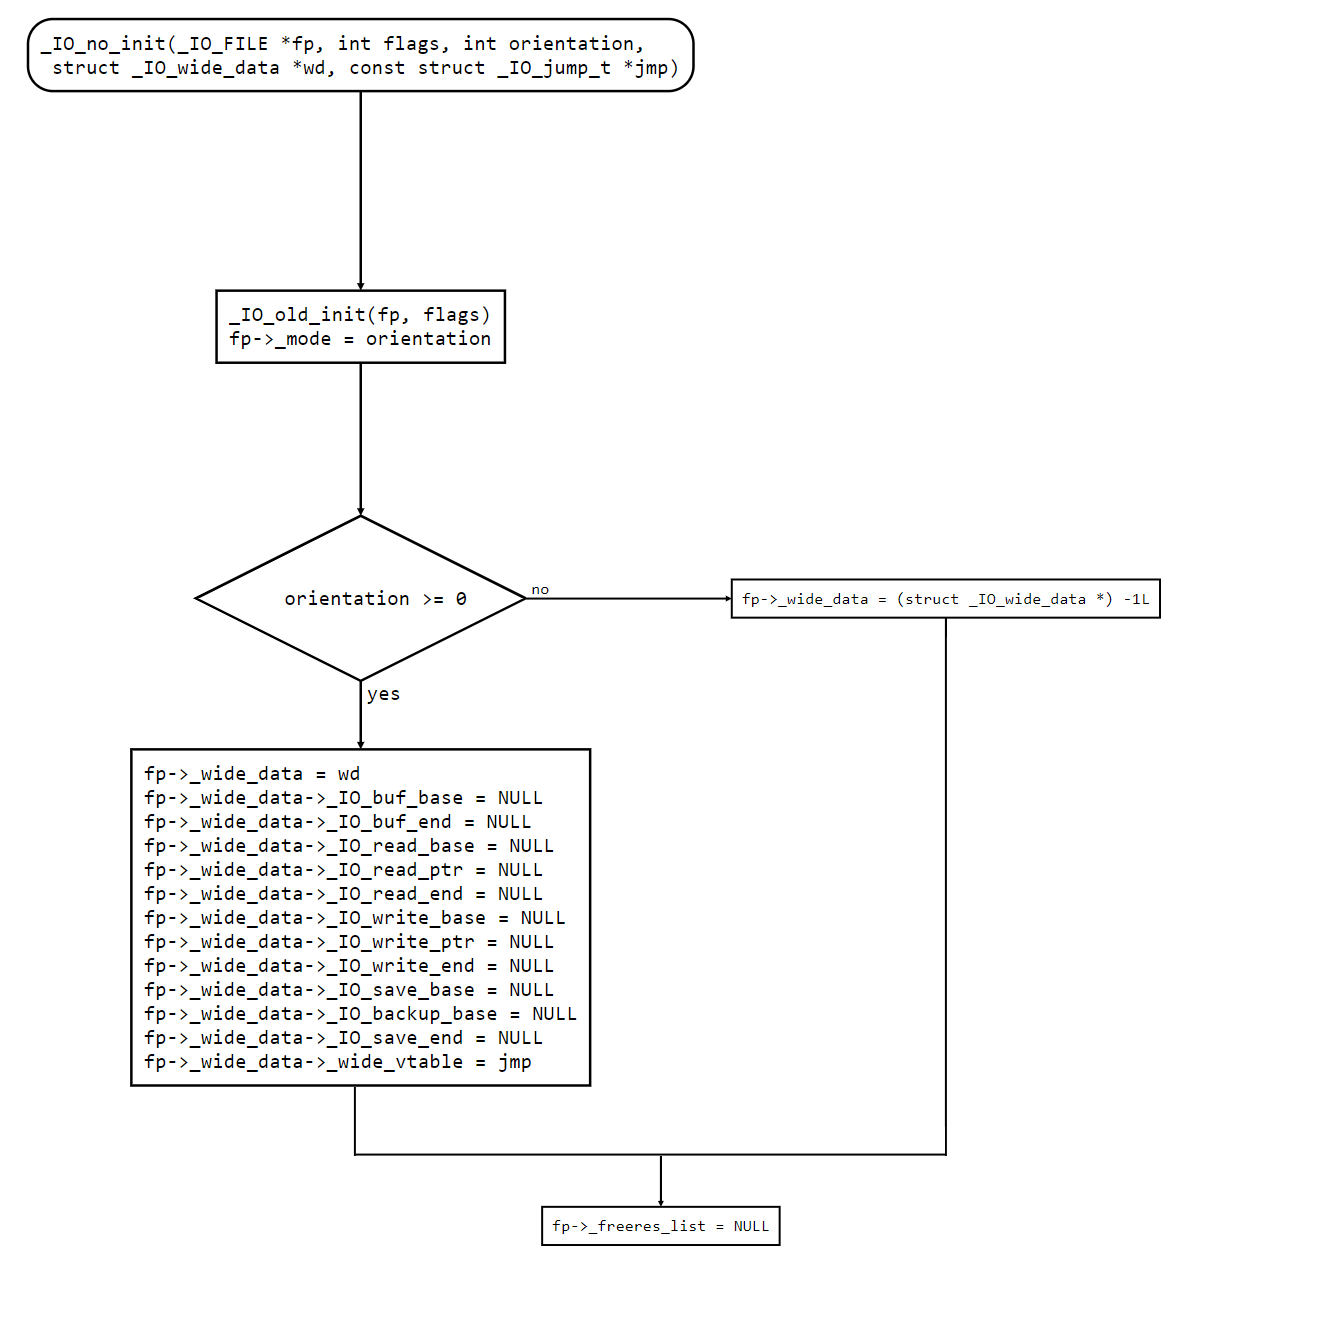 _IO_no_init(_IO_FILE *fp, int flags, int orientation,
struct _IO_wide_data *wd, const struct _IO_jump_t *jmp)
_IO_old_init(fp, flags)
fp->_mode = orientation
orientation >= 0
no
fp->_wide_data = (struct _IO_wide_data *) -1L
yes
fp->_wide_data = wd
fp->_wide_data->_IO_buf_base = NULL
fp->_wide_data->_IO_buf_end = NULL
fp->_wide_data->_IO_read_base = NULL
fp->_wide_data->_IO_read_ptr = NULL
fp->_wide_data->_IO_read_end = NULL
fp->_wide_data->_IO_write_base = NULL
fp->_wide_data->_IO_write_ptr = NULL
fp->_wide_data->_IO_write_end = NULL
fp->_wide_data->_IO_save_base = NULL
fp->_wide_data->_IO_backup_base = NULL
fp->_wide_data->_IO_save_end = NULL
fp->_wide_data->_wide_vtable = jmp
fp->_freeres_list = NULL